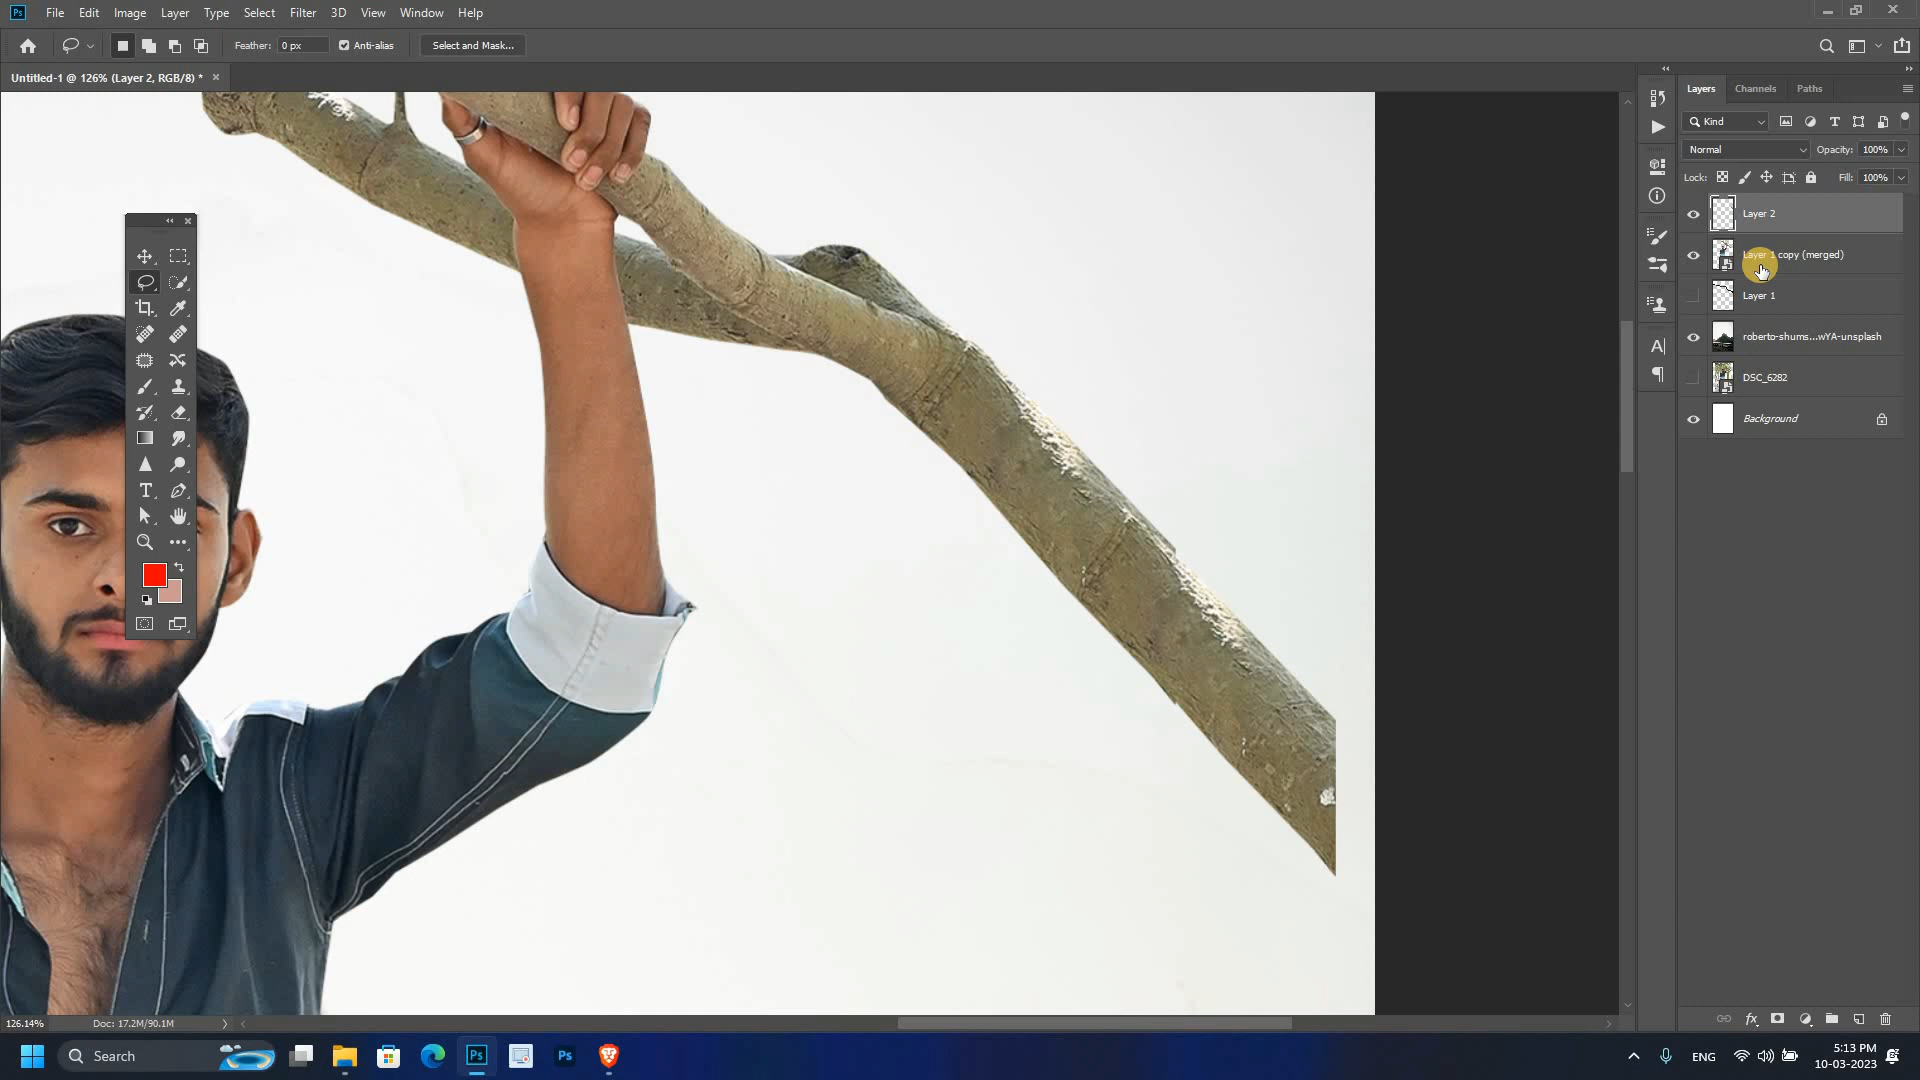 Ps File Edit Image Layer Type Select Filter 3D View Window Help
Feather: 0 px Anti-alias Select and Mask...
Untitled-1 @ 126% (Layer 2, RGB/8) *
Layers Channels Paths
Kind
Normal Opacity: 100%
Lock: Fill: 100%
Layer 2
Layer 1 copy (merged)
Layer 1
roberto-shums...wYA-unsplash
DSC_6282
Background
126.14% Doc: 17.2M/90.1M
Search Ps Ps ENG 5:13 PM
10-03-2023